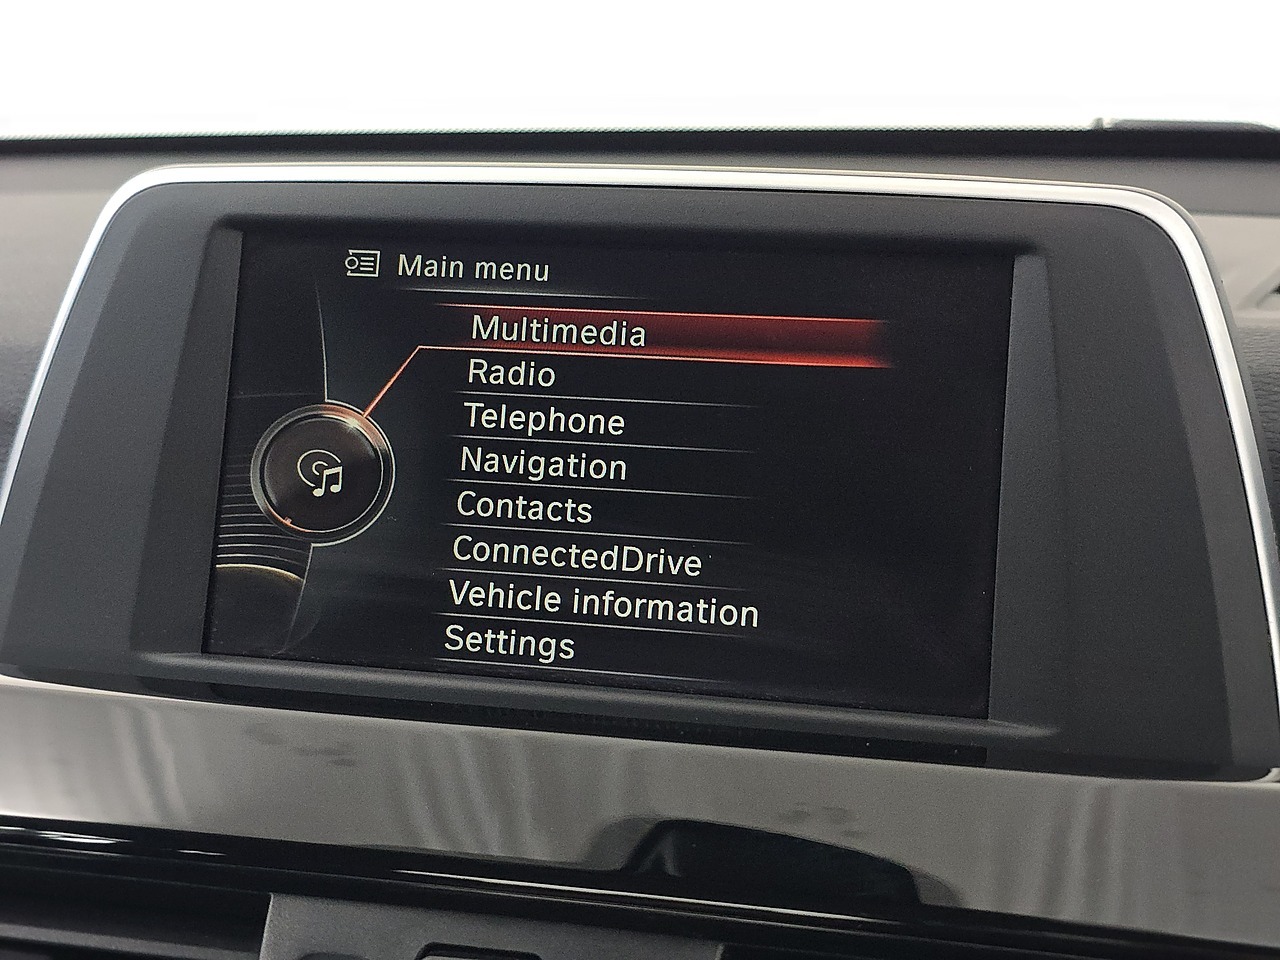 Main menu
Multimedia
Radio
Telephone
Navigation
Contacts
ConnectedDrive
Vehicle information
Settings